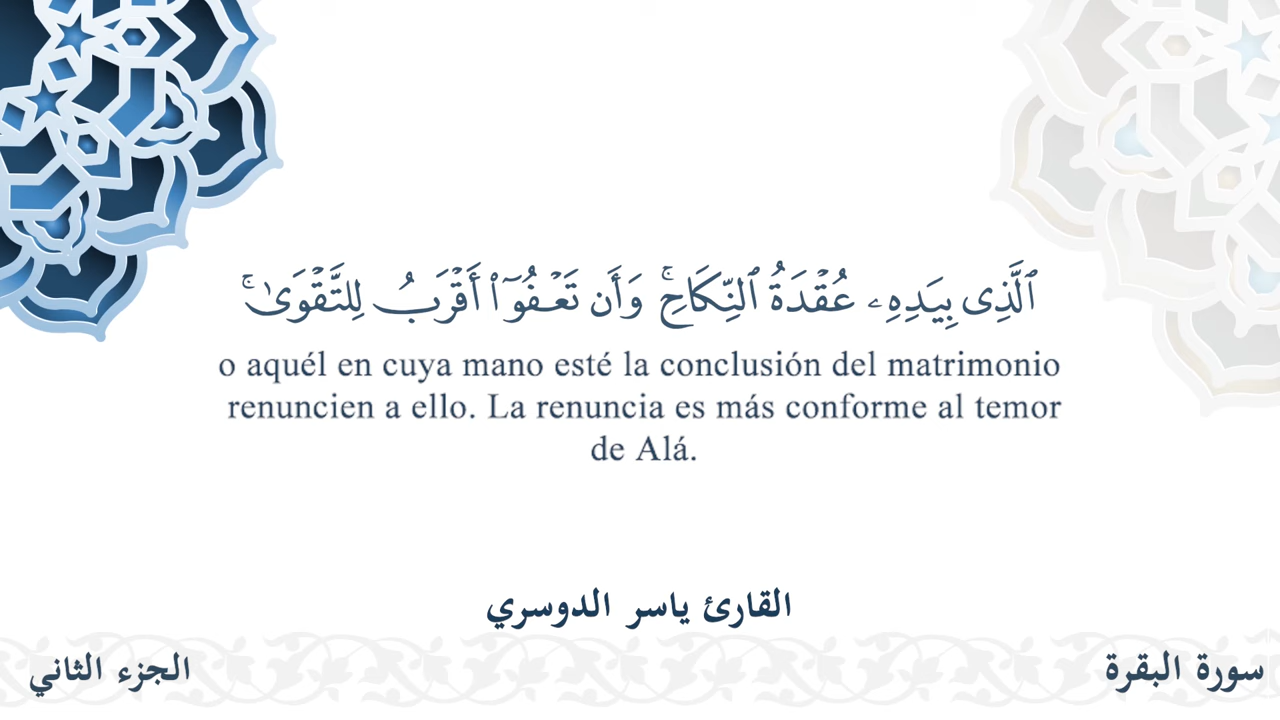 ٱلَّذِى بِيَدِهِۦ عُقْدَةُ ٱلنِّكَاحِ ۚ وَأَن تَعْفُوٓا۟ أَقْرَبُ لِلتَّقْوَىٰ ۚ
o aquél en cuya mano esté la conclusión del matrimonio
renuncien a ello. La renuncia es más conforme al temor
de Alá.
القارئ ياسر الدوسري
سورة البقرة
الجزء الثاني